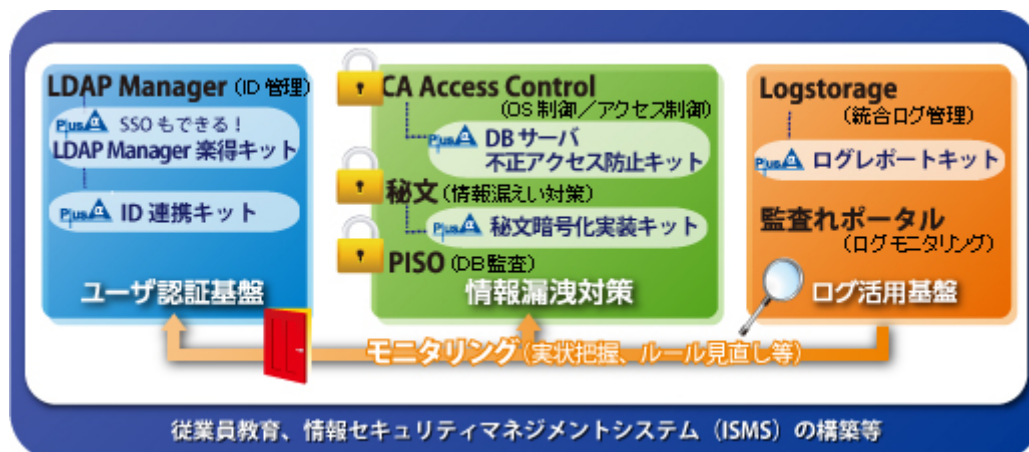 LDAP Manager (ID 管理)
PlusA SSOもできる!
LDAP Manager 楽得キット
PlusA ID 連携キット
ユーザ認証基盤
CA Access Control
(OS 制御/アクセス制御)
PlusA DB サーバ
不正アクセス防止キット
秘文 (情報漏えい対策)
PlusA 秘文暗号化実装キット
PISO (DB監査)
情報漏洩対策
Logstorage
(統合ログ管理)
PlusA ログレポートキット
監査れポータル
(ログモニタリング)
ログ活用基盤
モニタリング(実状把握、ルール見直し等)
従業員教育、情報セキュリティマネジメントシステム(ISMS)の構築等